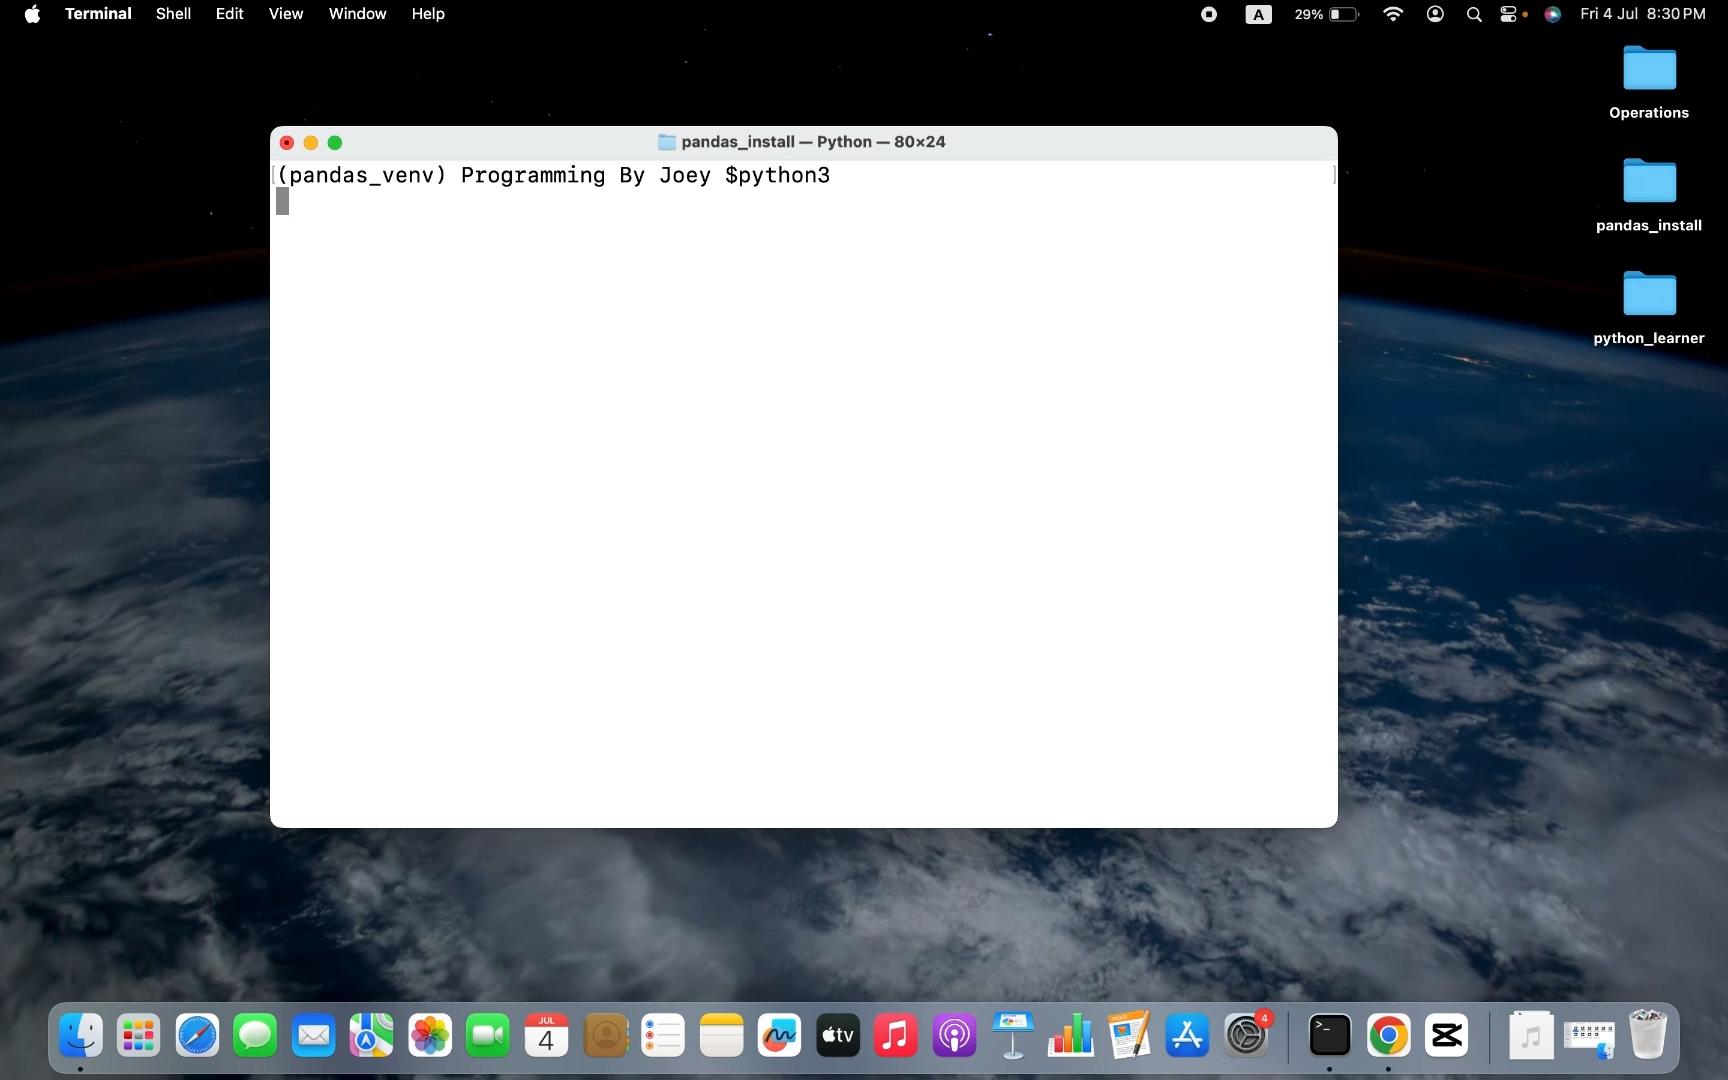 Terminal Shell Edit View Window Help A 29% Fri 4 Jul 8:30 PM
Operations
pandas_install — Python — 80×24
(pandas_venv) Programming By Joey $python3
pandas_install
python_learner
JUL
4
tv
4